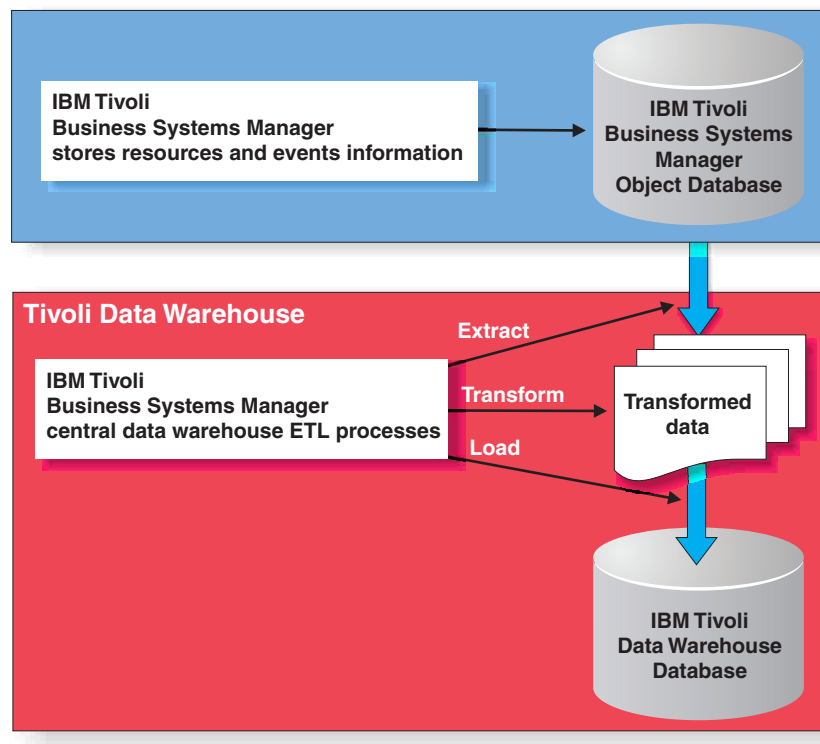 IBM Tivoli
Business Systems Manager
stores resources and events information
IBM Tivoli
Business Systems
Manager
Object Database
Tivoli Data Warehouse
Extract
IBM Tivoli
Business Systems Manager
central data warehouse ETL processes
Transform
Load
Transformed
data
IBM Tivoli
Data Warehouse
Database